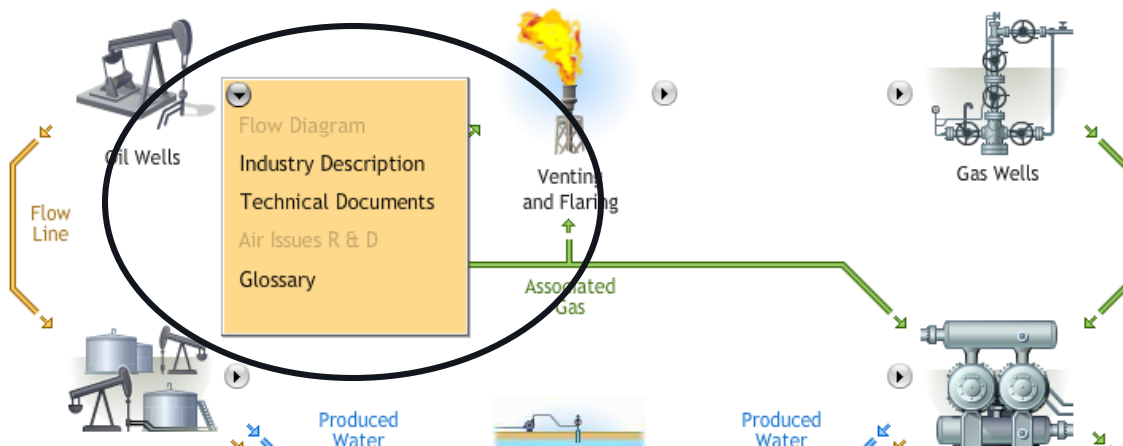 Oil Wells
Flow Diagram
Industry Description
Technical Documents
Air Issues R & D
Glossary
Venting
and Flaring
Gas Wells
Flow
Line
Associated
Gas
Produced
Water
Produced
Water